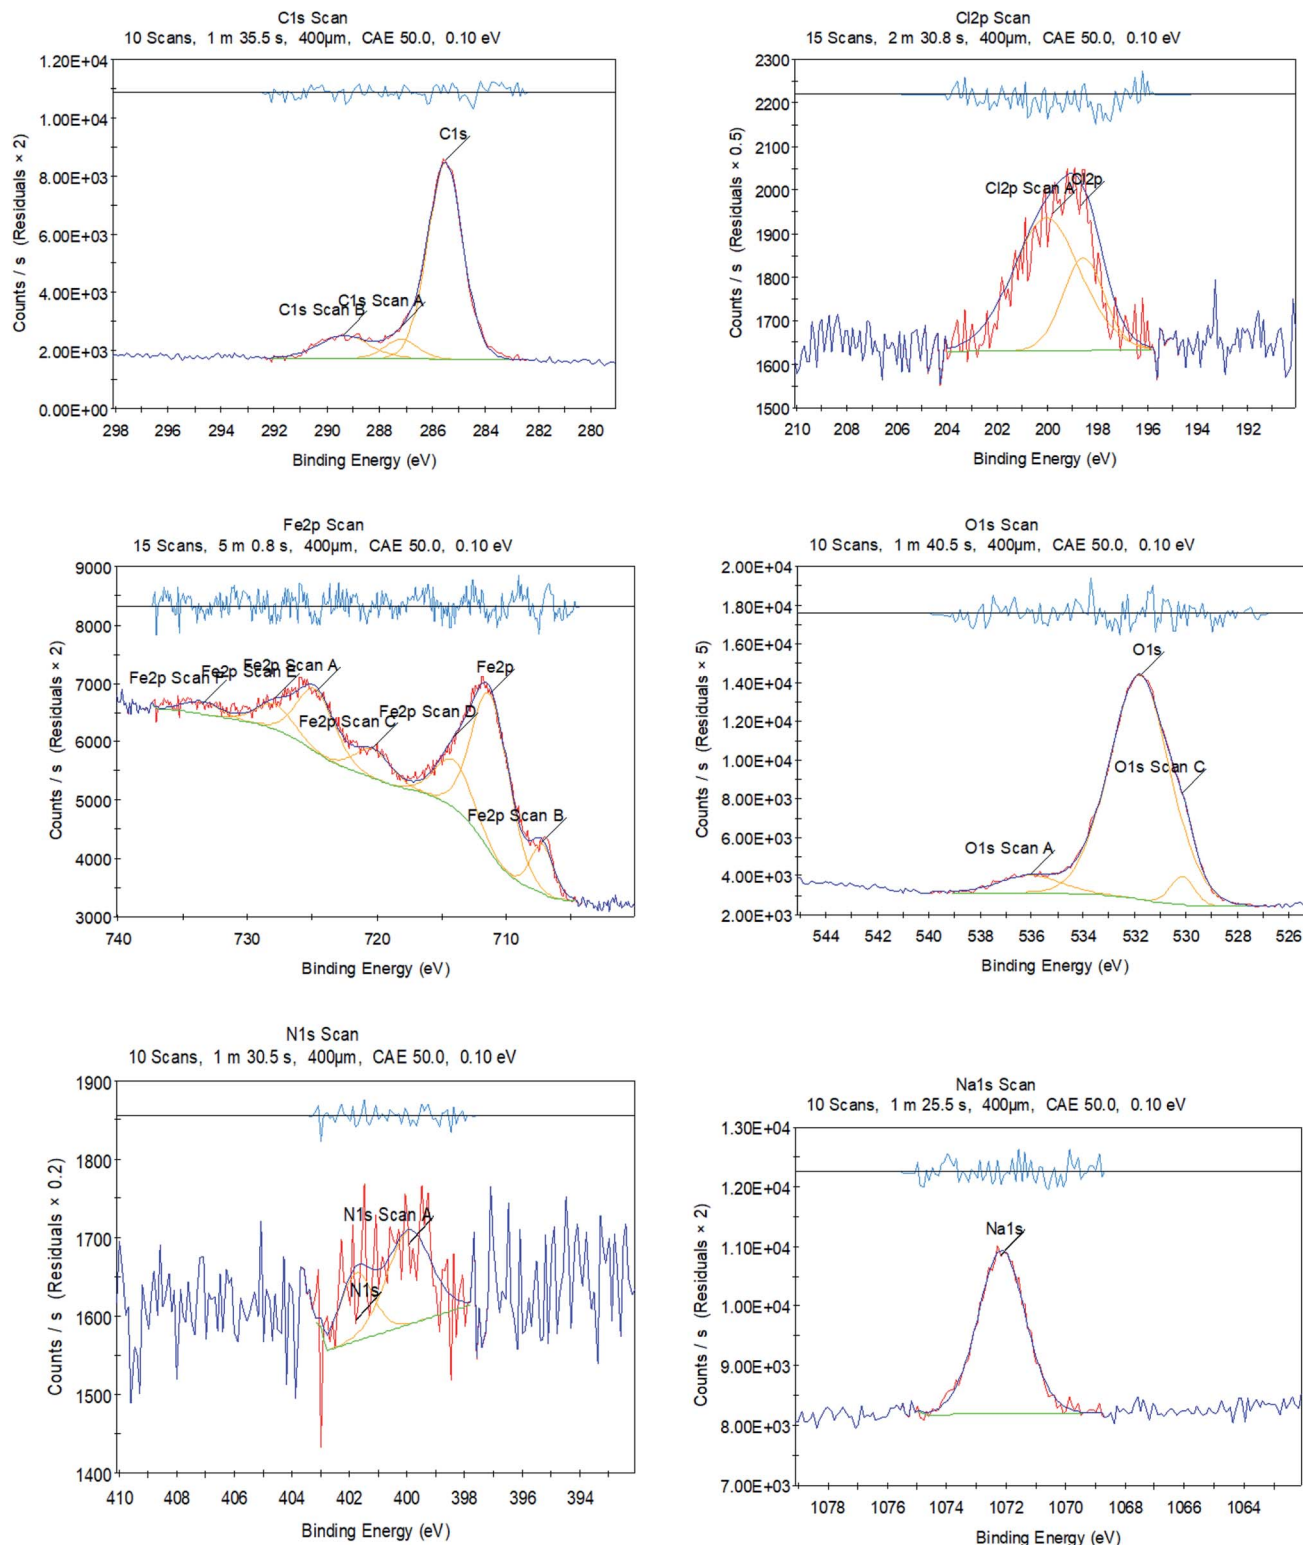 C1s Scan
10 Scans, 1 m 35.5 s, 400µm, CAE 50.0, 0.10 eV
1.20E+04
1.00E+04
8.00E+03
6.00E+03
4.00E+03
2.00E+03
0.00E+00
Counts / s (Residuals × 2)
C1s
C1s Scan A
C1s Scan B
298 296 294 292 290 288 286 284 282 280
Binding Energy (eV)
Cl2p Scan
15 Scans, 2 m 30.8 s, 400µm, CAE 50.0, 0.10 eV
2300
2200
2100
2000
1900
1800
1700
1600
1500
Counts / s (Residuals × 0.5)
Cl2p Scan A
Cl2p
210 208 206 204 202 200 198 196 194 192
Binding Energy (eV)
Fe2p Scan
15 Scans, 5 m 0.8 s, 400µm, CAE 50.0, 0.10 eV
9000
8000
7000
6000
5000
4000
3000
Counts / s (Residuals × 2)
Fe2p Scan F
Fe2p Scan E
Fe2p Scan A
Fe2p
Fe2p Scan C
Fe2p Scan D
Fe2p Scan B
740 730 720 710
Binding Energy (eV)
O1s Scan
10 Scans, 1 m 40.5 s, 400µm, CAE 50.0, 0.10 eV
2.00E+04
1.80E+04
1.60E+04
1.40E+04
1.20E+04
1.00E+04
8.00E+03
6.00E+03
4.00E+03
2.00E+03
Counts / s (Residuals × 5)
O1s
O1s Scan C
O1s Scan A
544 542 540 538 536 534 532 530 528 526
Binding Energy (eV)
N1s Scan
10 Scans, 1 m 30.5 s, 400µm, CAE 50.0, 0.10 eV
1900
1800
1700
1600
1500
1400
Counts / s (Residuals × 0.2)
N1s Scan A
N1s
410 408 406 404 402 400 398 396 394
Binding Energy (eV)
Na1s Scan
10 Scans, 1 m 25.5 s, 400µm, CAE 50.0, 0.10 eV
1.30E+04
1.20E+04
1.10E+04
1.00E+04
9.00E+03
8.00E+03
7.00E+03
Counts / s (Residuals × 2)
Na1s
1078 1076 1074 1072 1070 1068 1066 1064
Binding Energy (eV)